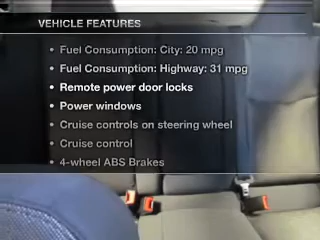 VEHICLE FEATURES
• Fuel Consumption: City: 20 mpg
• Fuel Consumption: Highway: 31 mpg
• Remote power door locks
• Power windows
• Cruise controls on steering wheel
• Cruise control
• 4-wheel ABS Brakes